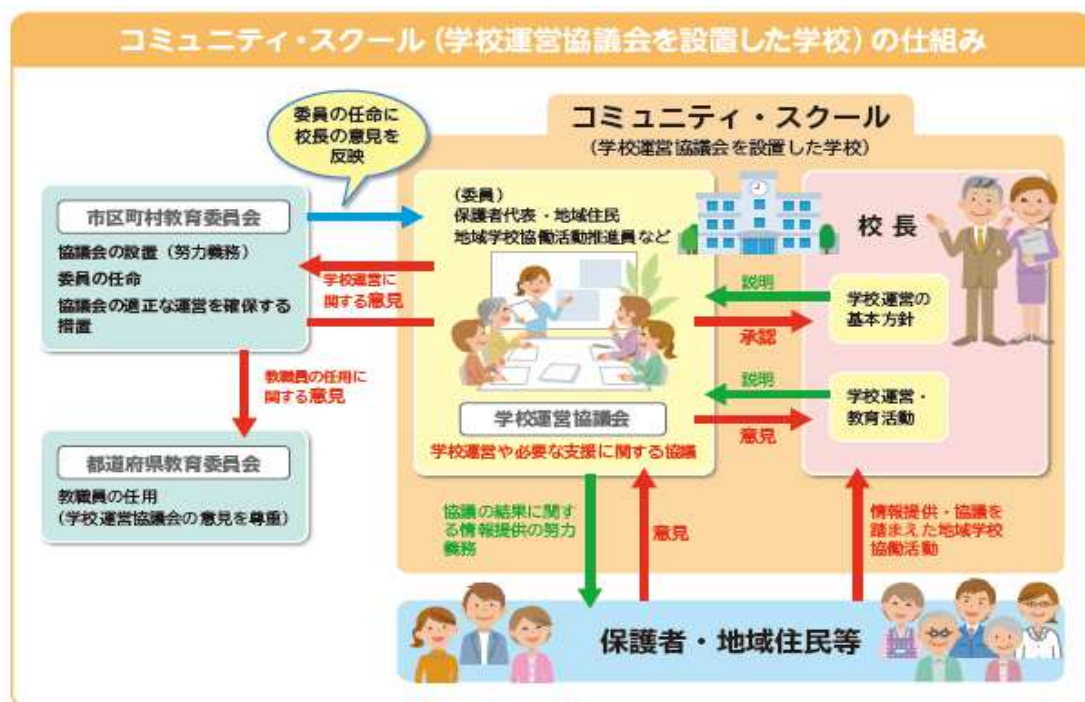 コミュニティ・スクール(学校運営協議会を設置した学校)の仕組み
委員の任命に
校長の意見を
反映
コミュニティ・スクール
(学校運営協議会を設置した学校)
市区町村教育委員会
協議会の設置(努力義務)
委員の任命
協議会の適正な運営を確保する
措置
(委員)
保護者代表・地域住民
地域学校協働活動推進員など
校長
学校運営に
関する意見
説明
学校運営の
基本方針
承認
教職員の任用に
関する意見
説明
学校運営・
教育活動
意見
学校運営協議会
学校運営や必要な支援に関する協議
都道府県教育委員会
教職員の任用
(学校運営協議会の意見を尊重)
協議の結果に関す
る情報提供の努力
義務
意見
情報提供・協議を
踏まえた地域学校
協働活動
保護者・地域住民等